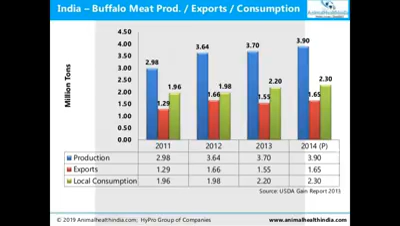 India – Buffalo Meat Prod. / Exports / Consumption
AnimalHealthIndia
4.50
4.00
3.50
3.00
2.50
2.00
1.50
1.00
0.50
0.00
Million Tons
2.98
1.29
1.96
3.64
1.66
1.98
3.70
1.55
2.20
3.90
1.65
2.30
2011 2012 2013 2014 (P)
Production 2.98 3.64 3.70 3.90
Exports 1.29 1.66 1.55 1.65
Local Consumption 1.96 1.98 2.20 2.30
Source: USDA Gain Report 2013
© 2019 Animalhealthindia.com; HyPro Group of Companies www.animalhealthindia.com